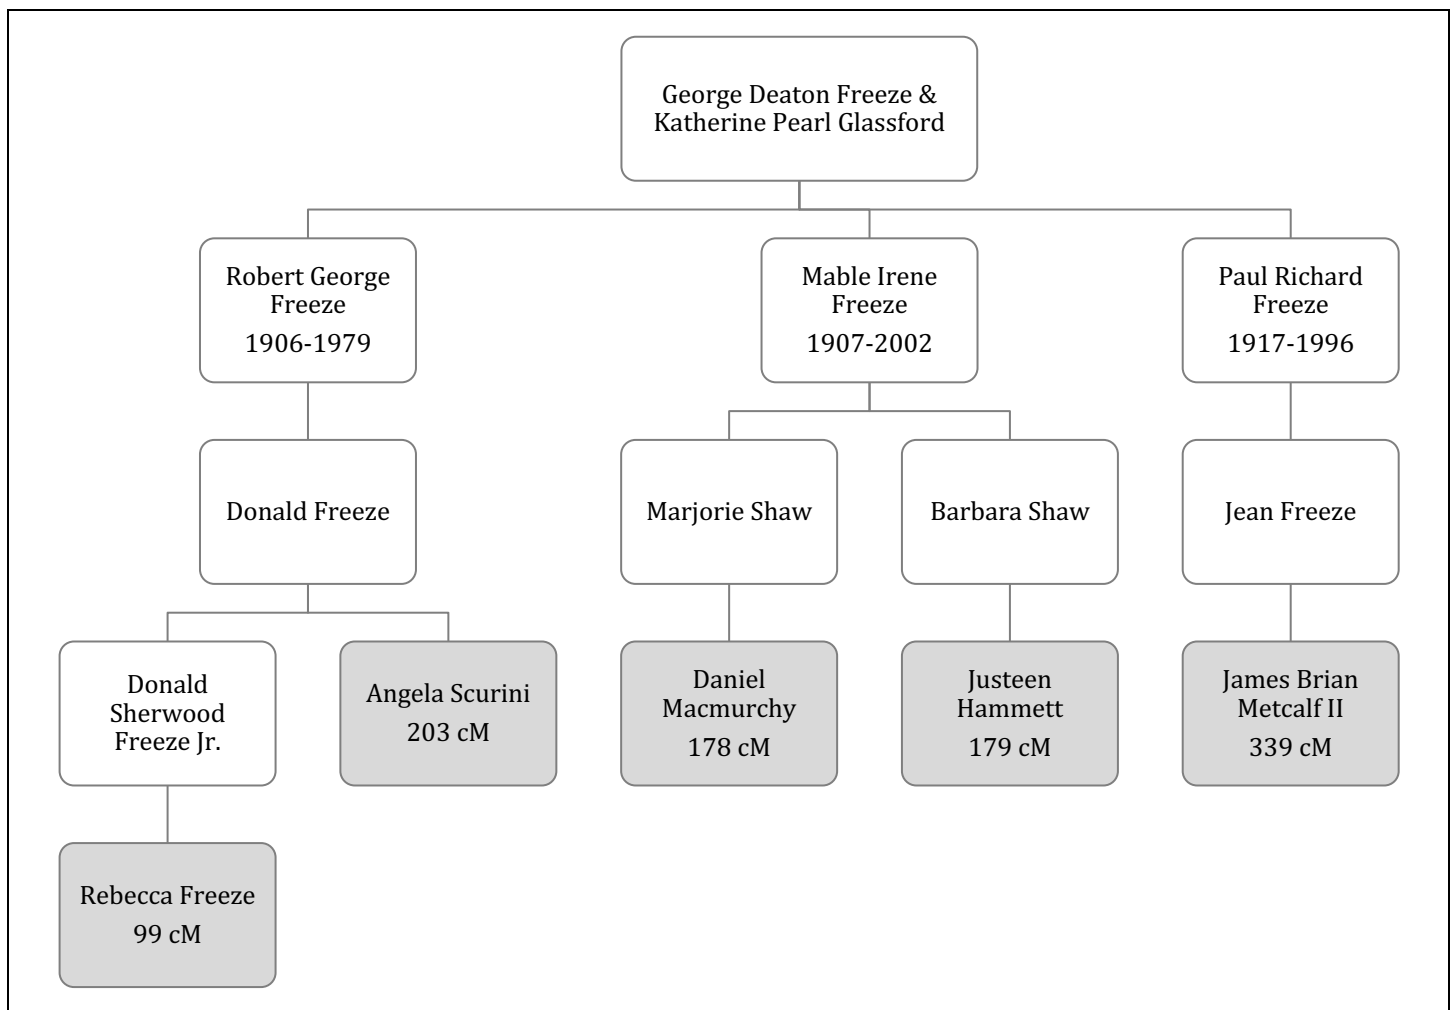 George Deaton Freeze &
Katherine Pearl Glassford
Robert George
Freeze
1906-1979
Mable Irene
Freeze
1907-2002
Paul Richard
Freeze
1917-1996
Donald Freeze
Marjorie Shaw
Barbara Shaw
Jean Freeze
Donald
Sherwood
Freeze Jr.
Angela Scurini
203 cM
Daniel
Macmurchy
178 cM
Justeen
Hammett
179 cM
James Brian
Metcalf II
339 cM
Rebecca Freeze
99 cM